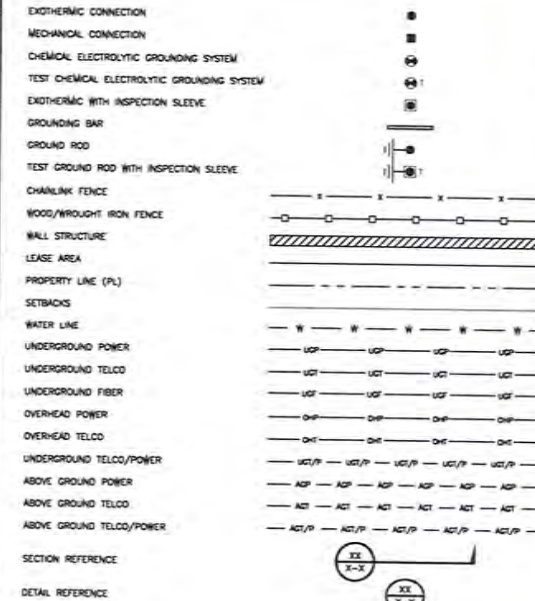 EXOTHERMIC CONNECTION
MECHANICAL CONNECTION
CHEMICAL ELECTROLYTIC GROUNDING SYSTEM
TEST CHEMICAL ELECTROLYTIC GROUNDING SYSTEM T
EXOTHERMIC WITH INSPECTION SLEEVE
GROUNDING BAR
GROUND ROD
TEST GROUND ROD WITH INSPECTION SLEEVE T
CHAINLINK FENCE x x x x
WOOD/WROUGHT IRON FENCE
WALL STRUCTURE
LEASE AREA
PROPERTY LINE (PL)
SETBACKS
WATER LINE W W W W W
UNDERGROUND POWER UGP UGP UGP UGP
UNDERGROUND TELCO UGT UGT UGT UGT
UNDERGROUND FIBER UGF UGF UGF UGF
OVERHEAD POWER OHP OHP OHP OHP
OVERHEAD TELCO OHT OHT OHT OHT
UNDERGROUND TELCO/POWER UGT/P UGT/P UGT/P UGT/P UGT/P
ABOVE GROUND POWER AGP AGP AGP AGP AGP
ABOVE GROUND TELCO AGT AGT AGT AGT AGT
ABOVE GROUND TELCO/POWER AGT/P AGT/P AGT/P AGT/P AGT/P
SECTION REFERENCE XX
X-X
DETAIL REFERENCE XX